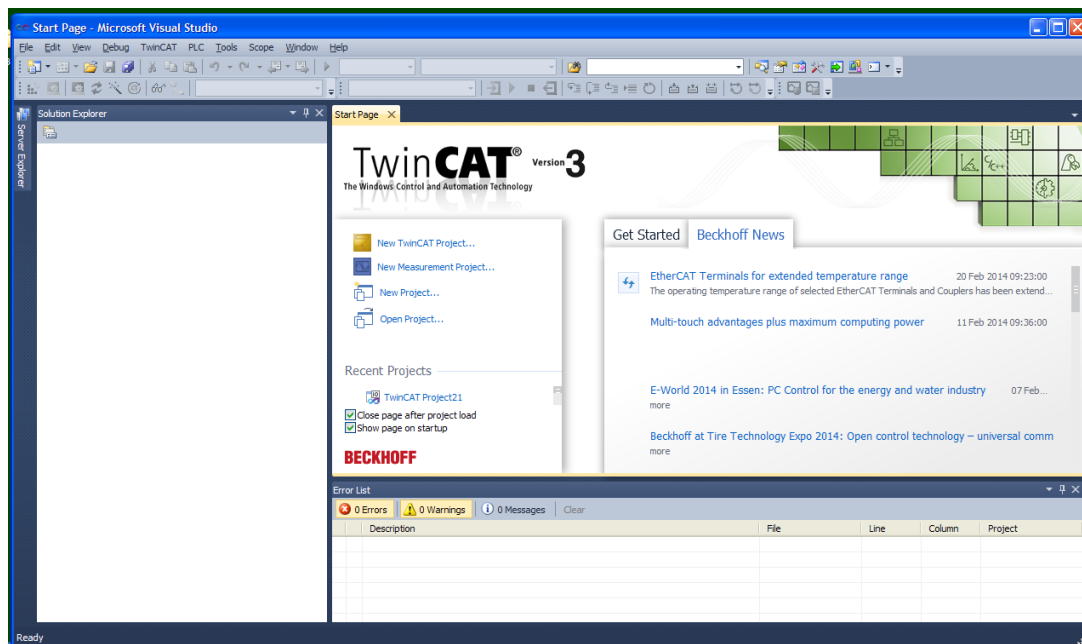 Start Page - Microsoft Visual Studio
File Edit View Debug TwinCAT PLC Tools Scope Window Help
Server Explorer
Solution Explorer
Start Page
TwinCAT® Version 3
The Windows Control and Automation Technology
C/C++
New TwinCAT Project...
New Measurement Project...
New Project...
Open Project...
Recent Projects
TwinCAT Project21
Close page after project load
Show page on startup
BECKHOFF
Get Started Beckhoff News
EtherCAT Terminals for extended temperature range 20 Feb 2014 09:23:00
The operating temperature range of selected EtherCAT Terminals and Couplers has been extend...
Multi-touch advantages plus maximum computing power 11 Feb 2014 09:36:00
E-World 2014 in Essen: PC Control for the energy and water industry 07 Feb...
more
Beckhoff at Tire Technology Expo 2014: Open control technology – universal comm
more
Error List
0 Errors 0 Warnings 0 Messages Clear
Description File Line Column Project
Ready